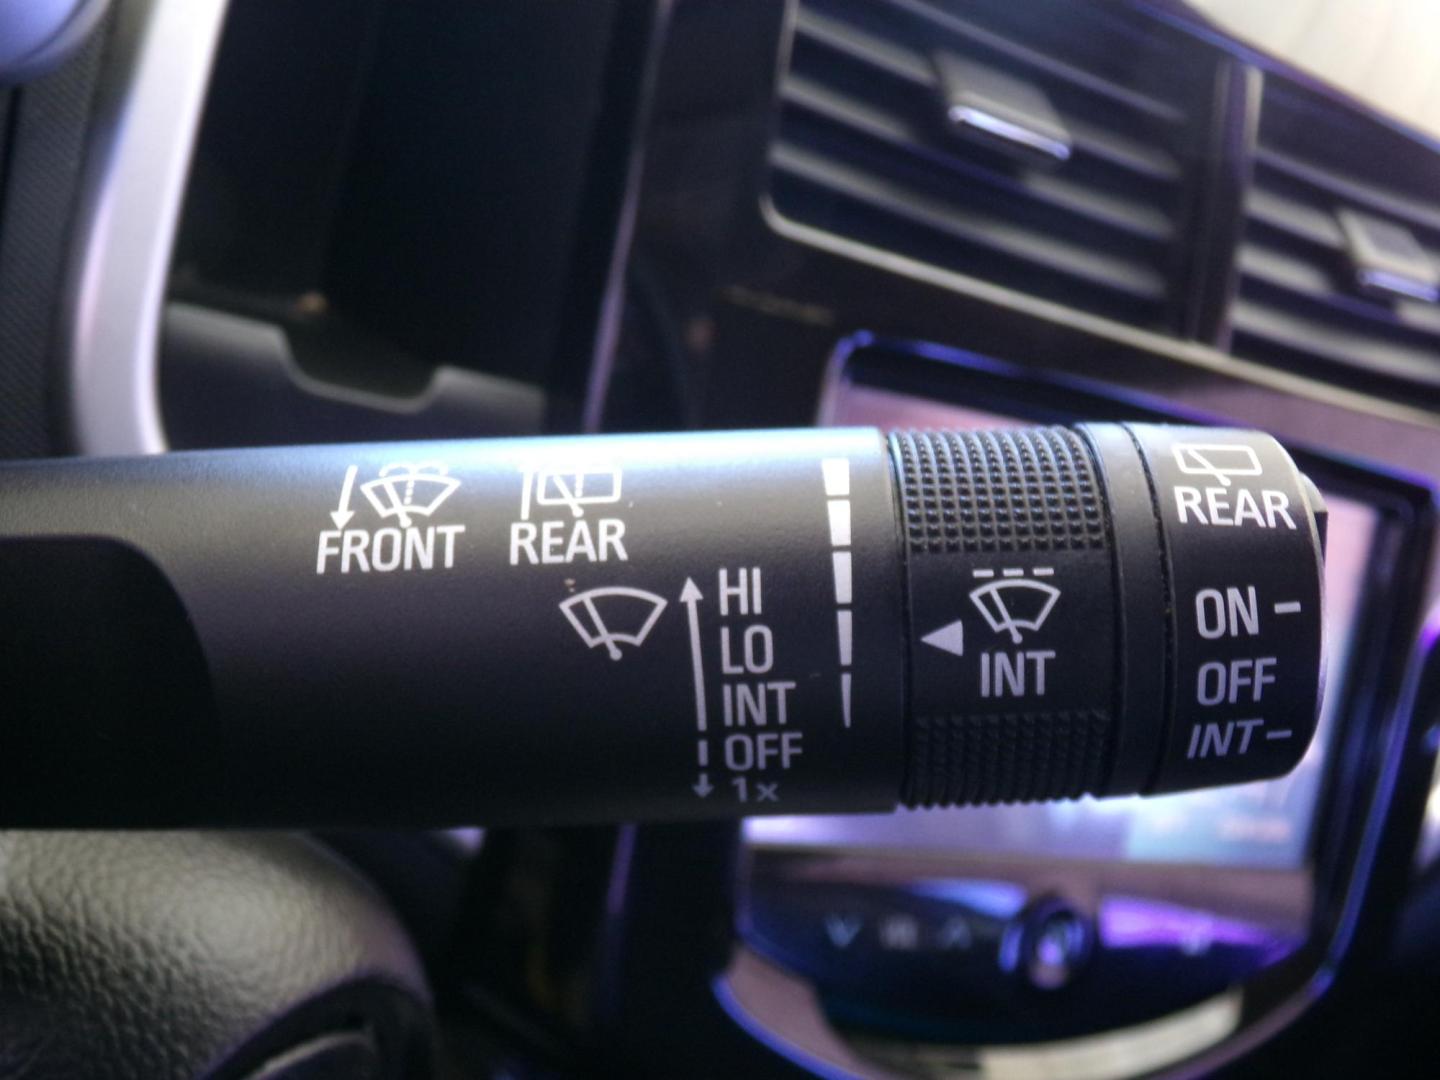 FRONT
REAR
HI
LO
INT
OFF
1x
INT
REAR
ON
OFF
INT